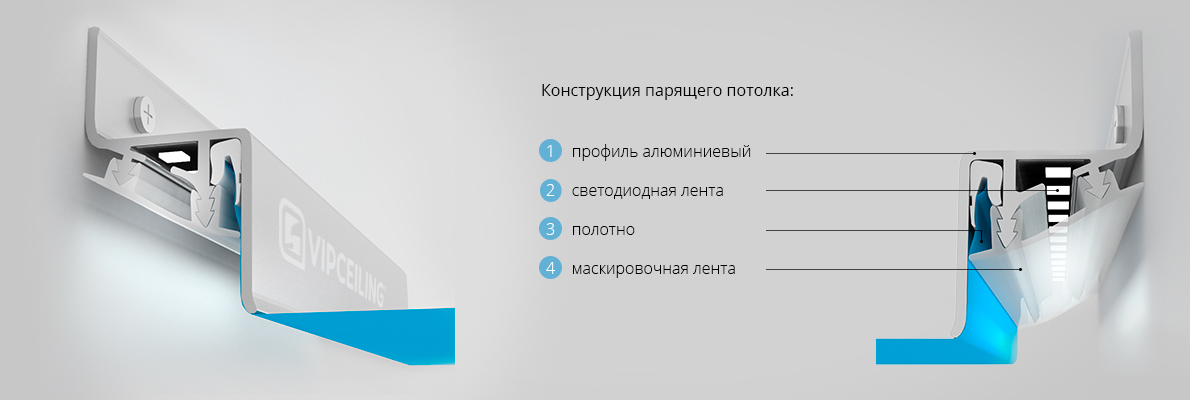 Конструкция парящего потолка:
1 профиль алюминиевый
2 светодиодная лента
3 полотно
4 маскировочная лента
VIPCEILING